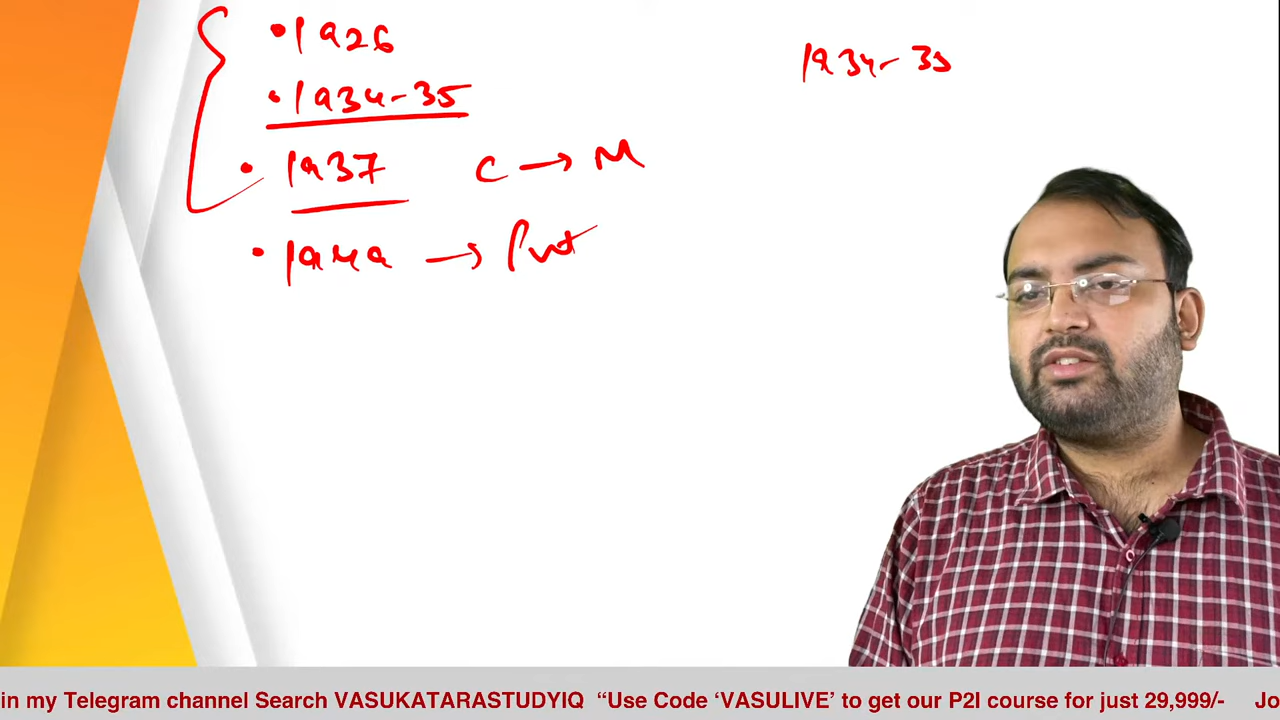 • 1926
1934-35
• 1934-35
• 1937 C → M
• 1949 → Pvt
in my Telegram channel Search VASUKATARASTUDYIQ “Use Code ‘VASULIVE’ to get our P2I course for just 29,999/- Jo